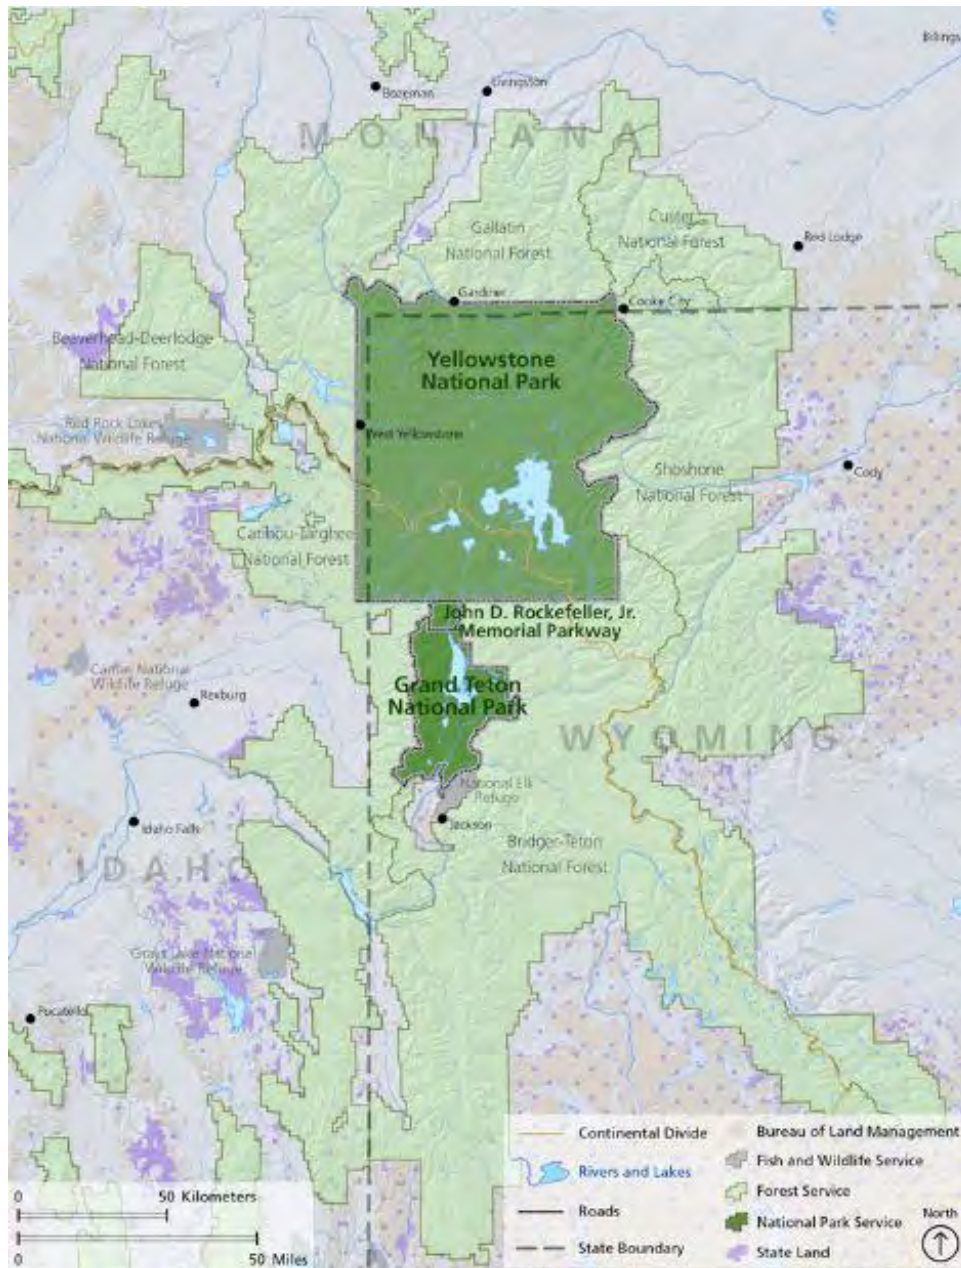 Billings
Bozeman
Livingston
MONTANA
Gallatin
National Forest
Custer
National Forest
Red Lodge
Gardiner
Cooke City
Beaverhead-Deerlodge
National Forest
Yellowstone
National Park
Red Rock Lakes
National Wildlife Refuge
West Yellowstone
Shoshone
National Forest
Cody
Caribou-Targhee
National Forest
John D. Rockefeller, Jr.
Memorial Parkway
Camas National
Wildlife Refuge
Rexburg
Grand Teton
National Park
WYOMING
National Elk
Refuge
Jackson
Idaho Falls
Bridger-Teton
National Forest
IDAHO
Grays Lake National
Wildlife Refuge
Pocatello
Continental Divide
Rivers and Lakes
Roads
State Boundary
Bureau of Land Management
Fish and Wildlife Service
Forest Service
National Park Service
State Land
North
0 50 Kilometers
0 50 Miles